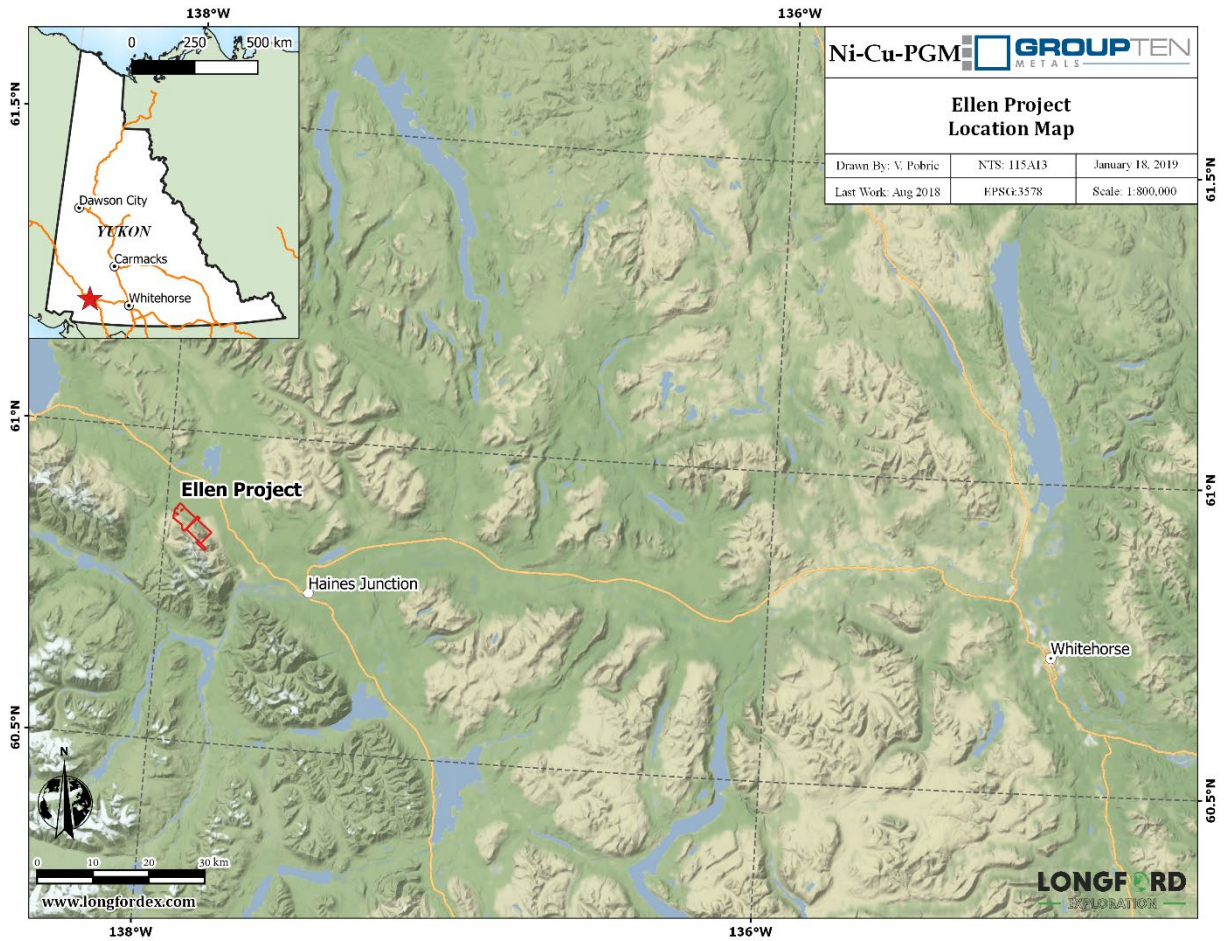 138°W
136°W
0 250 500 km
Dawson City
YUKON
Carmacks
Whitehorse
Ni-Cu-PGM
GROUPTEN
METALS
Ellen Project
Location Map
Drawn By: V. Pobric
NTS: 115A13
January 18, 2019
Last Work: Aug 2018
EPSG:3578
Scale: 1:800,000
61.5°N
61.5°N
61°N
61°N
Ellen Project
Haines Junction
Whitehorse
60.5°N
60.5°N
N
0 10 20 30 km
www.longfordex.com
LONGFORD
EXPLORATION
138°W
136°W